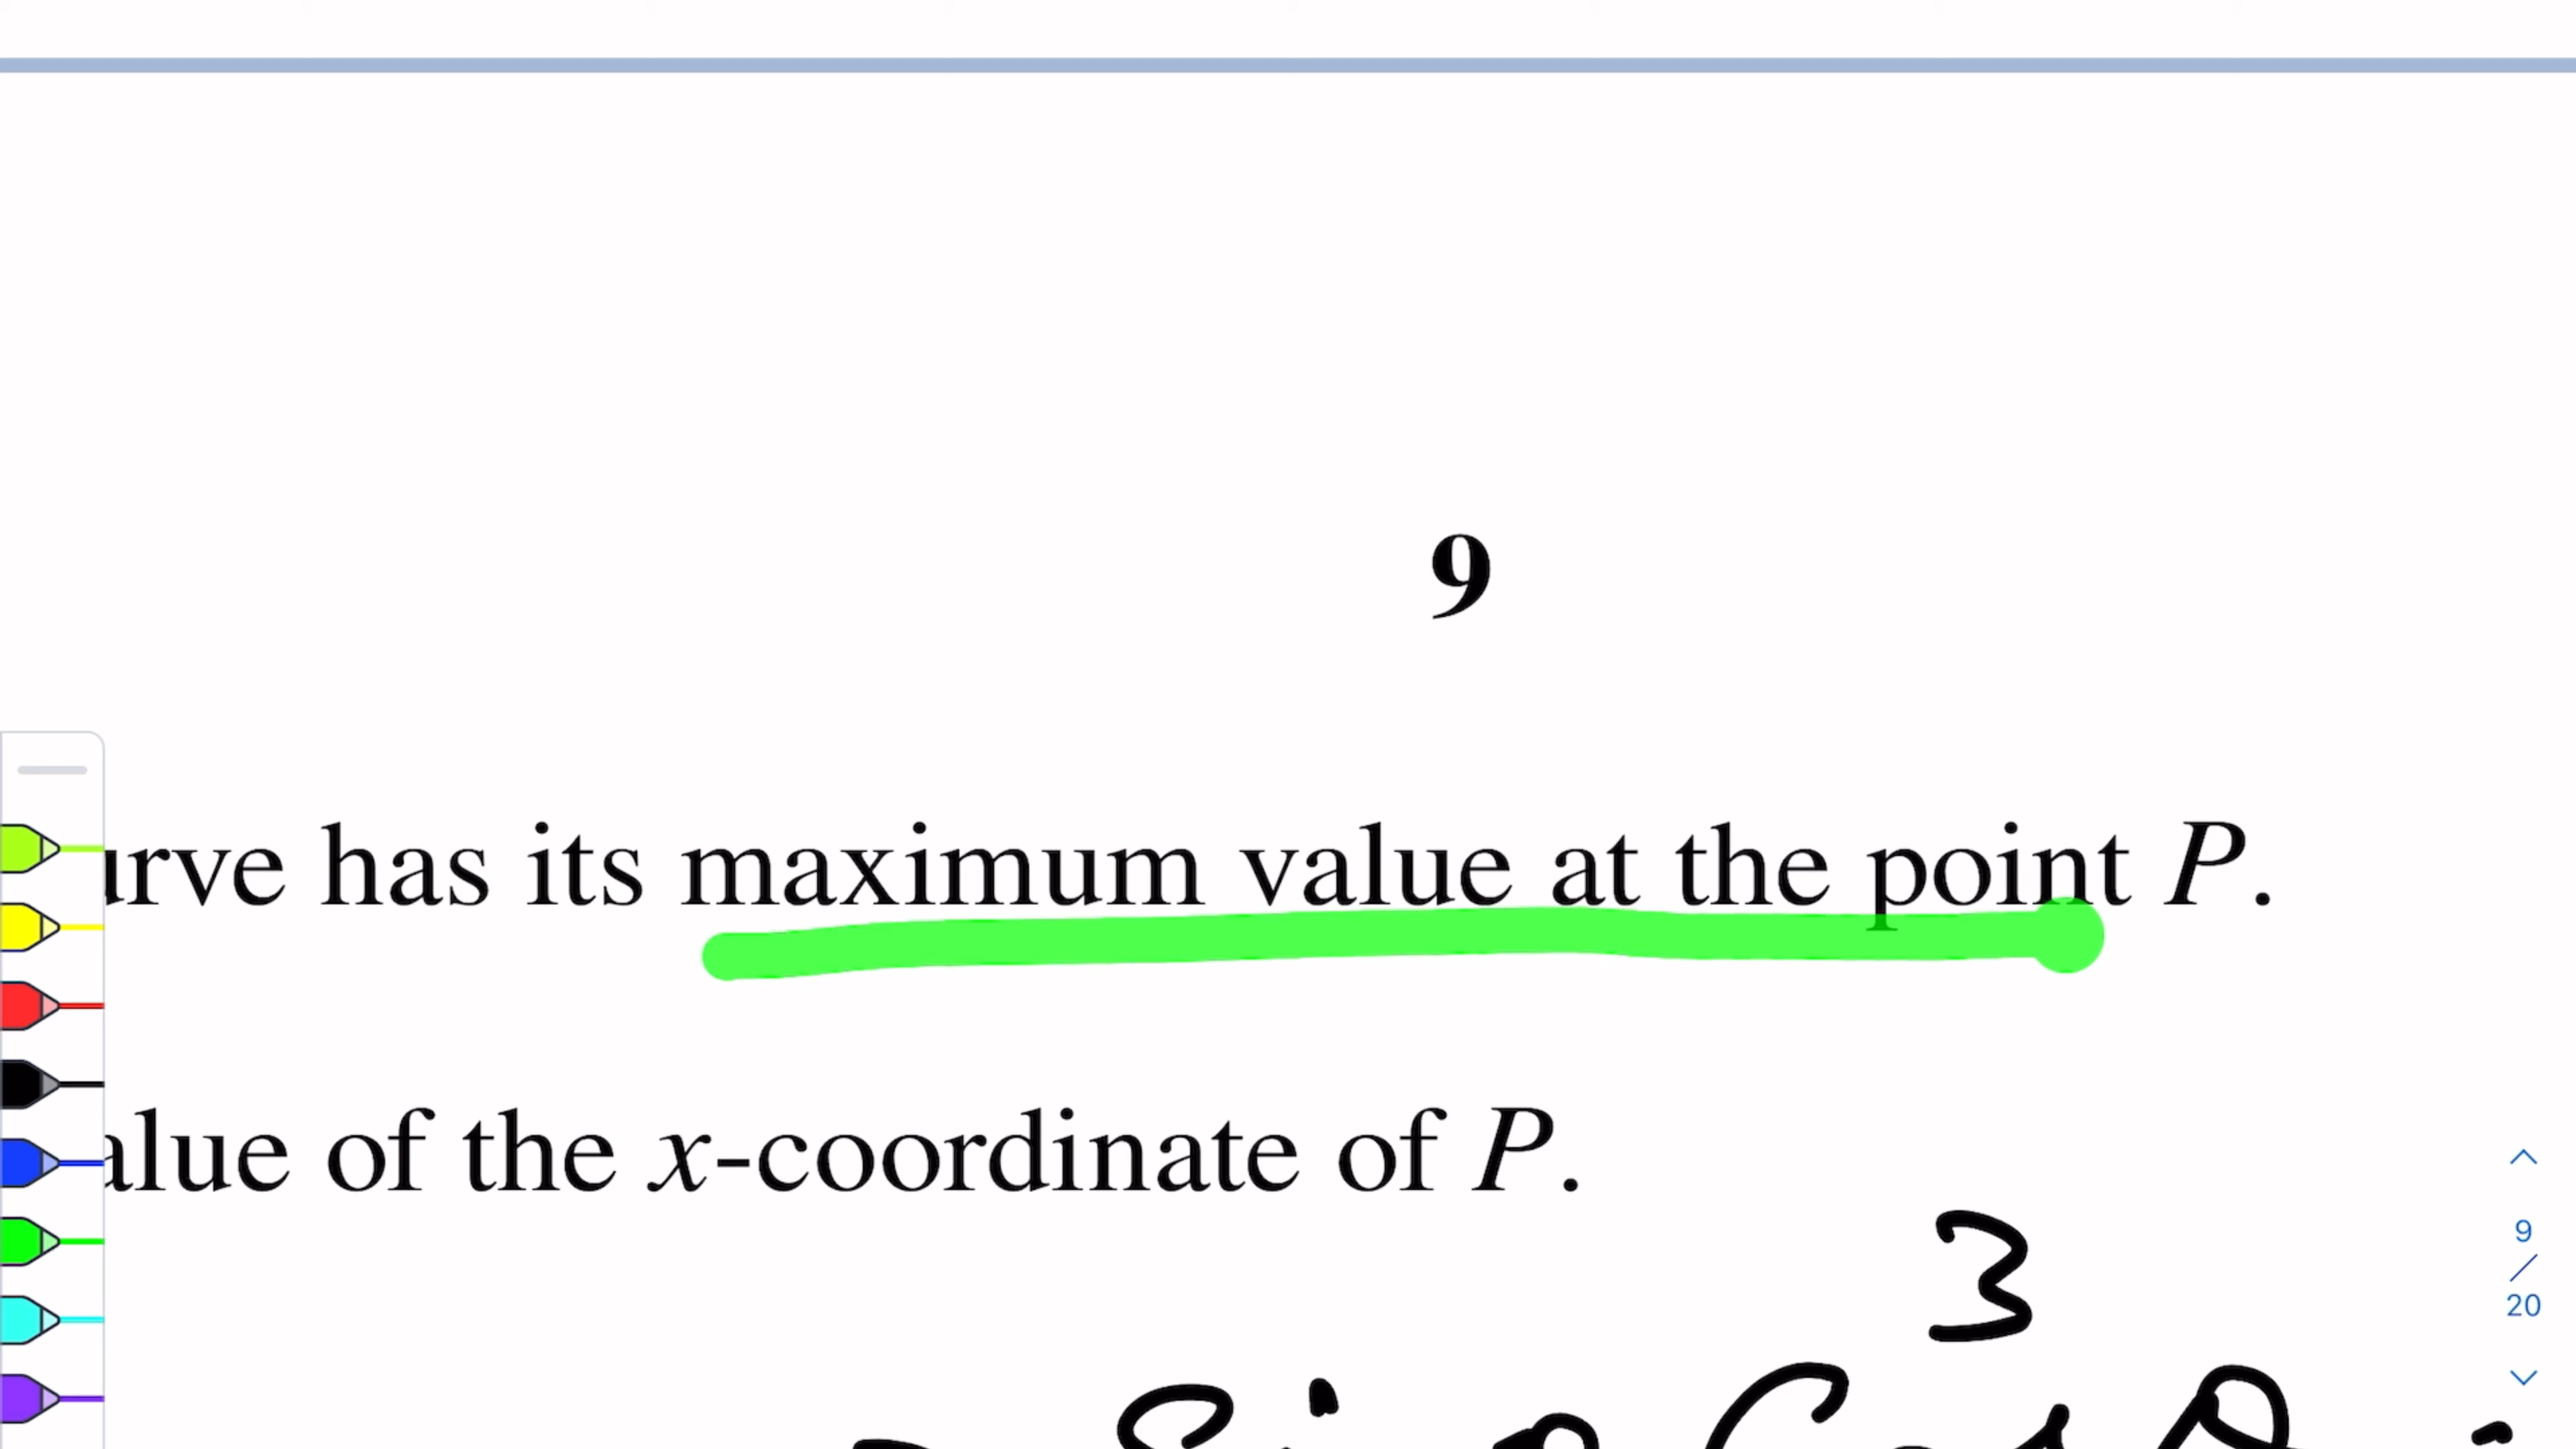 9
urve has its maximum value at the point P.
alue of the x-coordinate of P.
3
9
/
20